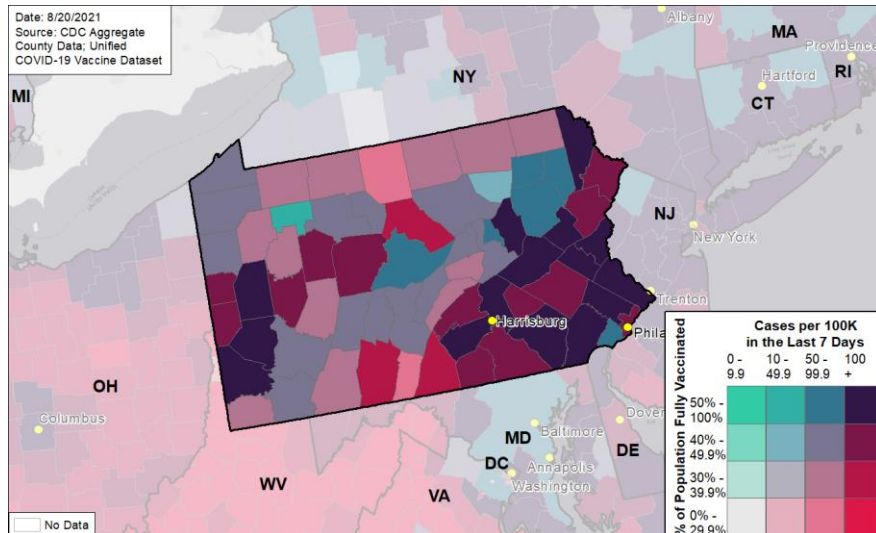 Date: 8/20/2021
Source: CDC Aggregate
County Data; Unified
COVID-19 Vaccine Dataset
Albany
MA
Providence
NY
RI
MI
Hartford
CT
NJ
New York
Trenton
Harrisburg
Phila
OH
Columbus
MD
Baltimore
Dover
DE
DC
Annapolis
Washington
WV
VA
No Data
Cases per 100K
in the Last 7 Days
0 - 9.9
10 - 49.9
50 - 99.9
100 +
% of Population Fully Vaccinated
50% - 100%
40% - 49.9%
30% - 39.9%
0% - 29.9%